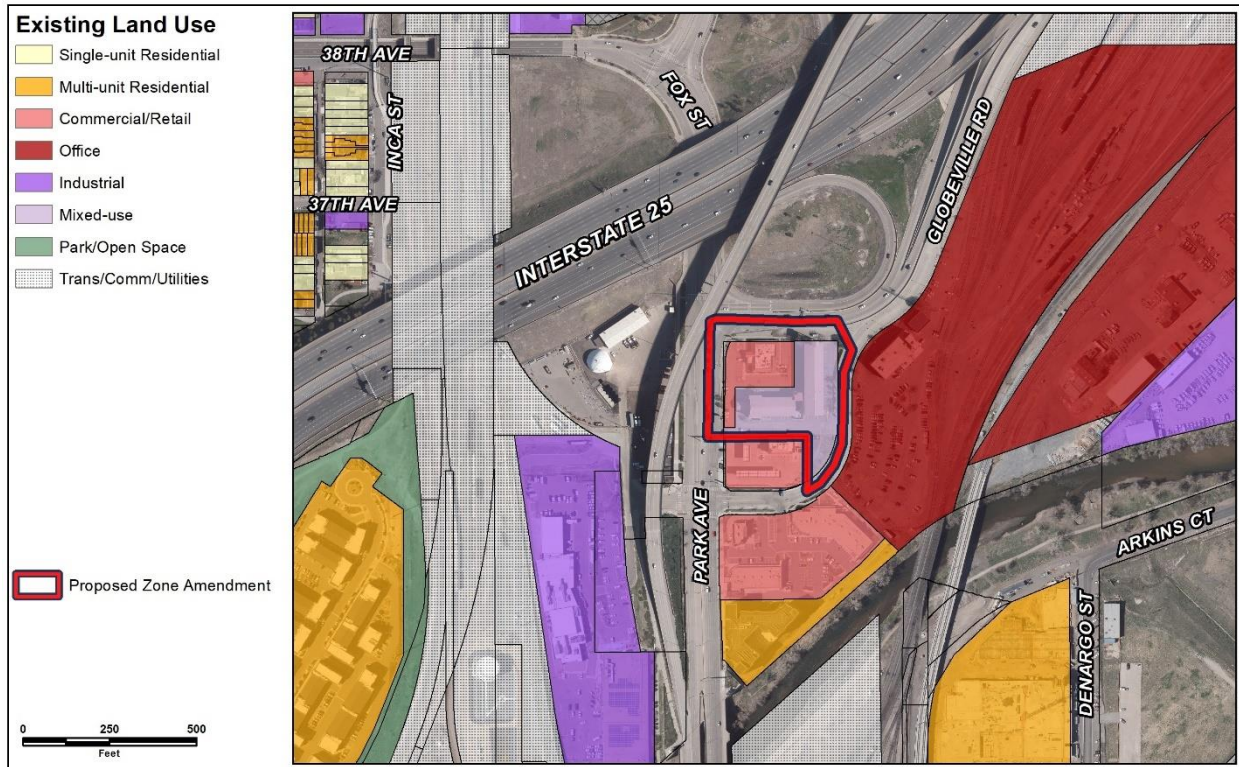 Existing Land Use
Single-unit Residential
Multi-unit Residential
Commercial/Retail
Office
Industrial
Mixed-use
Park/Open Space
Trans/Comm/Utilities
Proposed Zone Amendment
0 250 500
Feet
38TH AVE
INCA ST
FOX ST
37TH AVE
INTERSTATE 25
GLOBEVILLE RD
PARK AVE
ARKINS CT
DENARGO ST